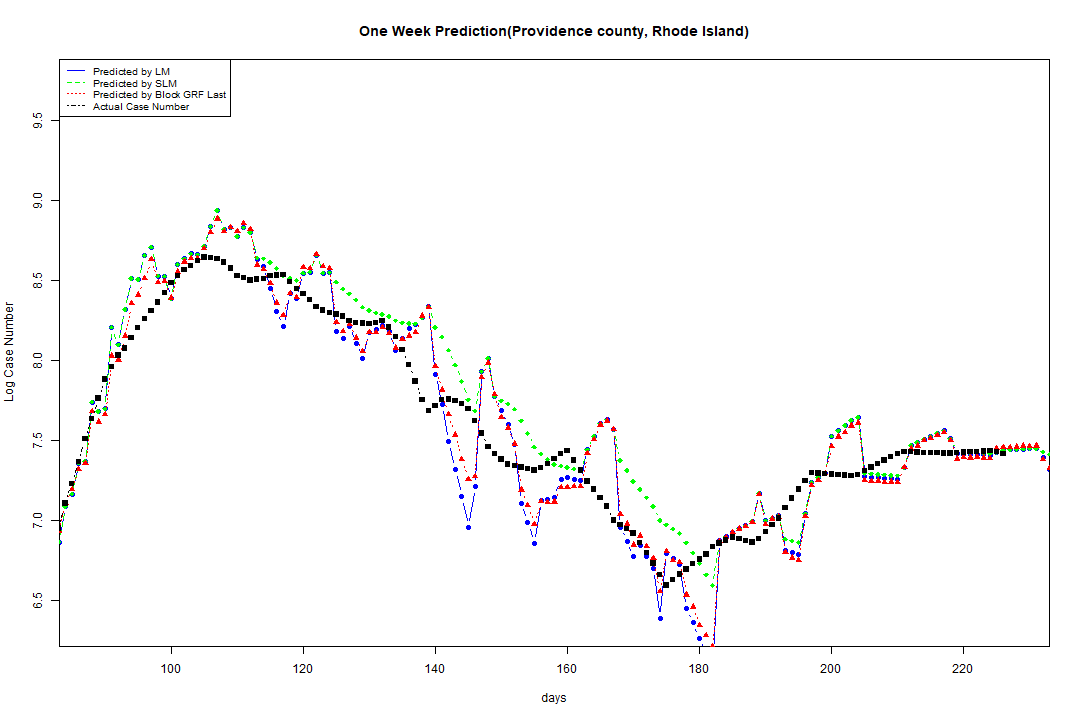 One Week Prediction(Providence county, Rhode Island)
Predicted by LM
Predicted by SLM
Predicted by Block GRF Last
Actual Case Number
Log Case Number
9.5
9.0
8.5
8.0
7.5
7.0
6.5
100 120 140 160 180 200 220
days